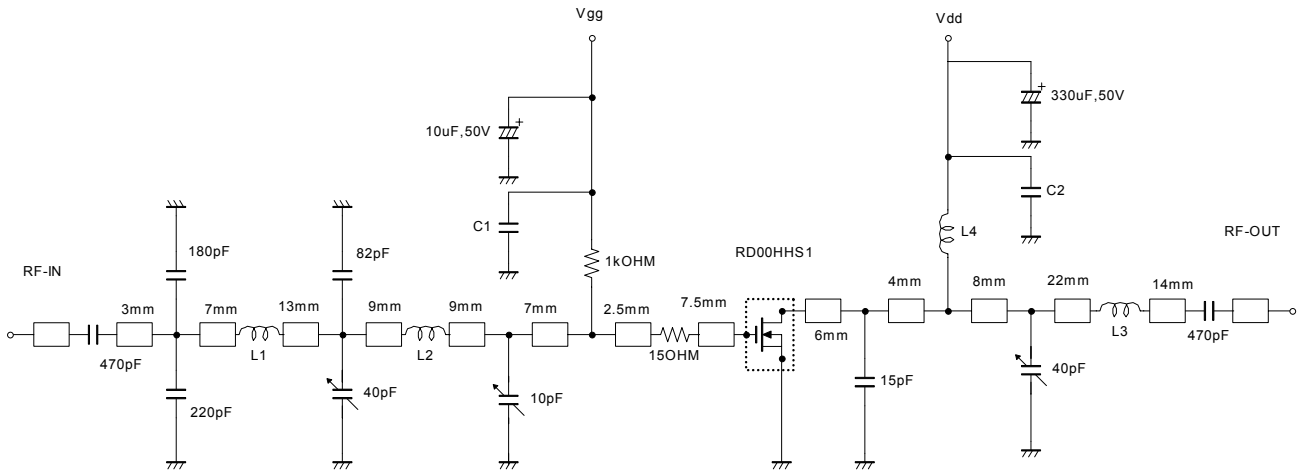 Vgg
Vdd
10uF,50V
+
330uF,50V
+
C1
C2
180pF
82pF
1kOHM
L4
RF-IN
RD00HHS1
RF-OUT
3mm
7mm
13mm
9mm
9mm
7mm
2.5mm
7.5mm
4mm
8mm
22mm
14mm
470pF
L1
L2
15OHM
6mm
L3
470pF
220pF
40pF
10pF
15pF
40pF